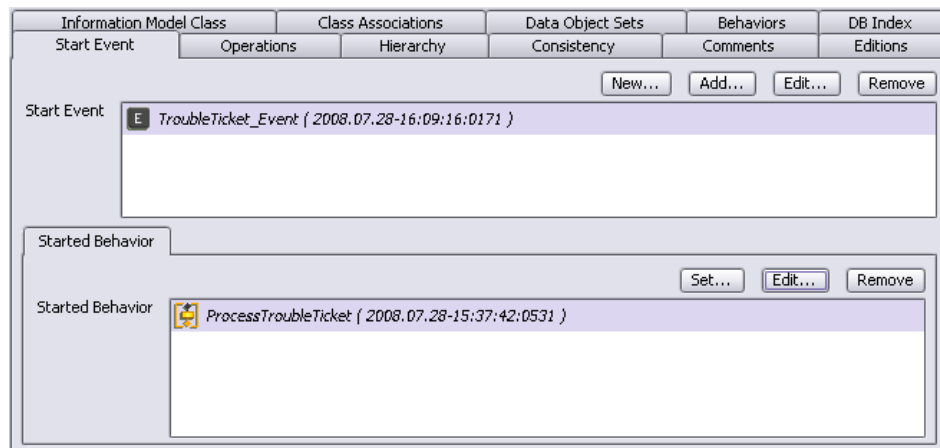 Information Model Class Class Associations Data Object Sets Behaviors DB Index
Start Event Operations Hierarchy Consistency Comments Editions
New... Add... Edit... Remove
Start Event
E TroubleTicket_Event ( 2008.07.28-16:09:16:0171 )
Started Behavior
Set... Edit... Remove
Started Behavior
ProcessTroubleTicket ( 2008.07.28-15:37:42:0531 )